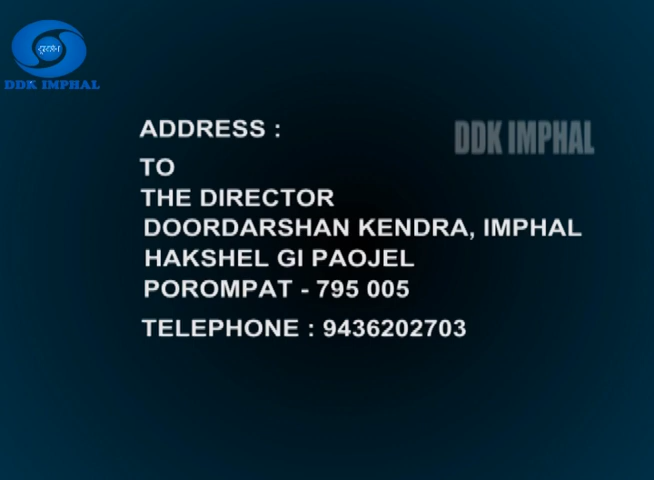 DDK IMPHAL
DDK IMPHAL
ADDRESS :
TO
THE DIRECTOR
DOORDARSHAN KENDRA, IMPHAL
HAKSHEL GI PAOJEL
POROMPAT - 795 005
TELEPHONE : 9436202703